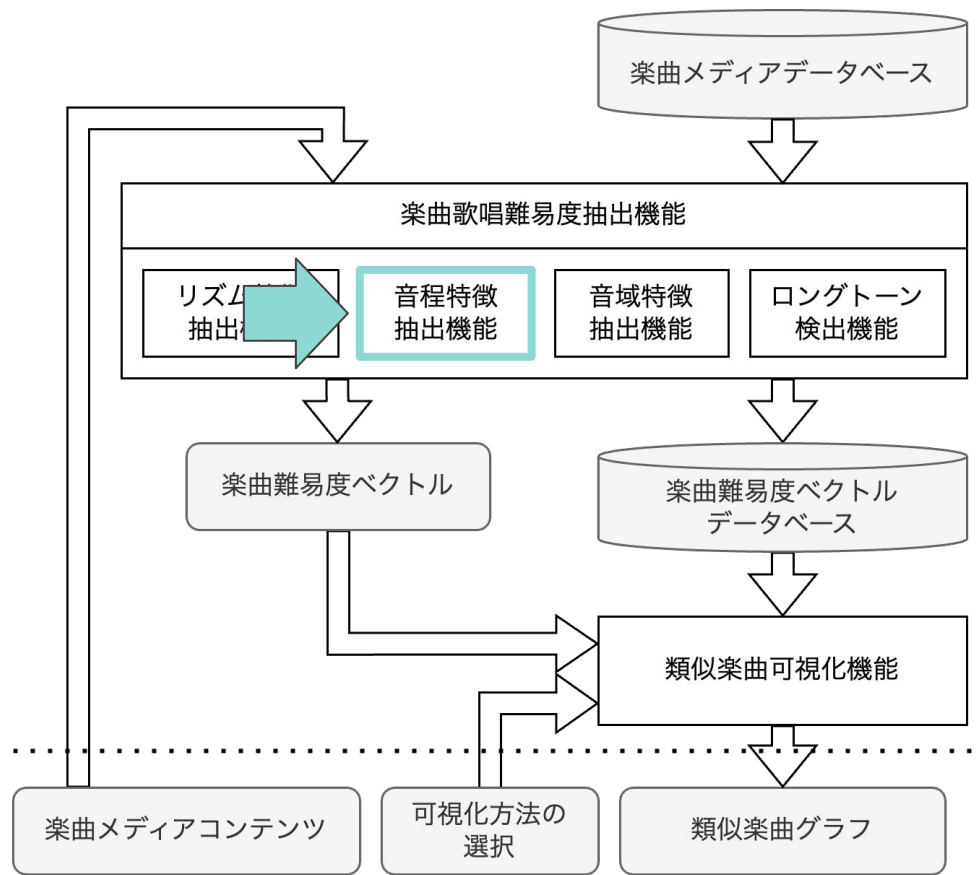 楽曲メディアデータベース
楽曲歌唱難易度抽出機能
リズム
抽出
音程特徴
抽出機能
音域特徴
抽出機能
ロングトーン
検出機能
楽曲難易度ベクトル
楽曲難易度ベクトル
データベース
類似楽曲可視化機能
楽曲メディアコンテンツ
可視化方法の
選択
類似楽曲グラフ